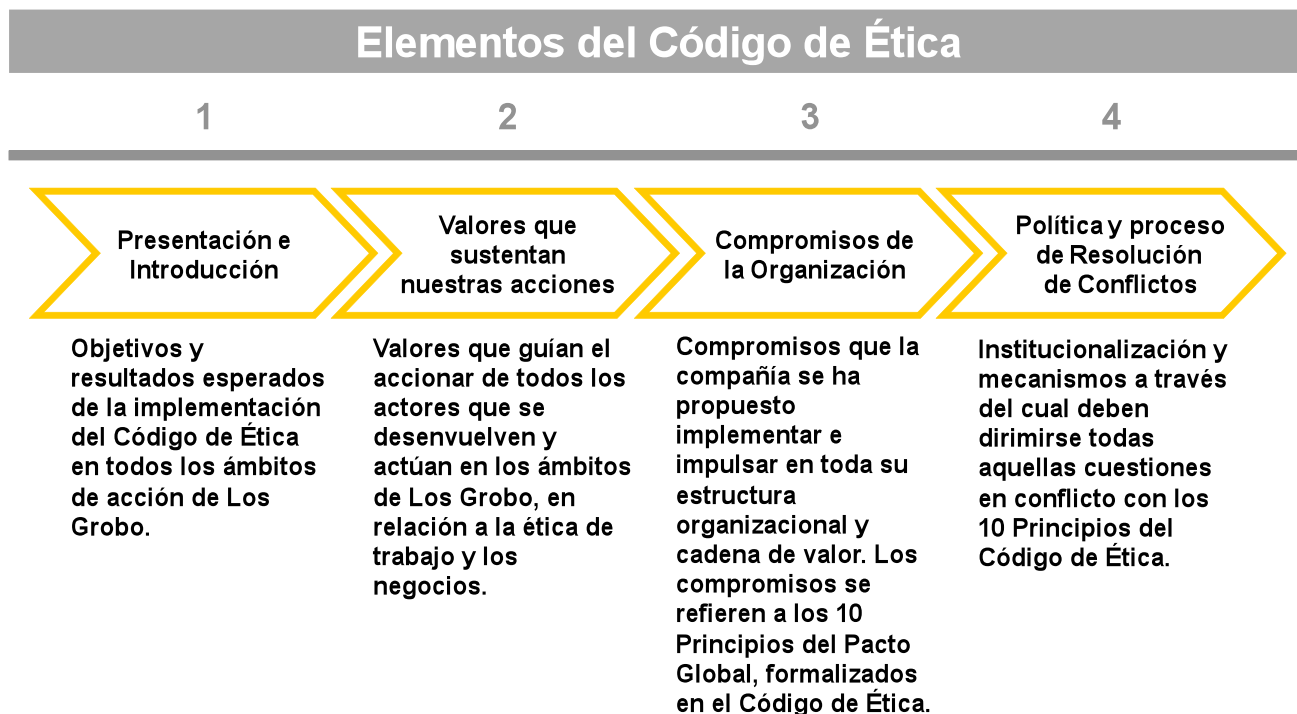 Elementos del Código de Ética
1
2
3
4
Presentación e
Introducción
Valores que
sustentan
nuestras acciones
Compromisos de
la Organización
Política y proceso
de Resolución
de Conflictos
Objetivos y
resultados esperados
de la implementación
del Código de Ética
en todos los ámbitos
de acción de Los
Grobo.
Valores que guían el
accionar de todos los
actores que se
desenvuelven y
actúan en los ámbitos
de Los Grobo, en
relación a la ética de
trabajo y los
negocios.
Compromisos que la
compañía se ha
propuesto
implementar e
impulsar en toda su
estructura
organizacional y
cadena de valor. Los
compromisos se
refieren a los 10
Principios del Pacto
Global, formalizados
en el Código de Ética.
Institucionalización y
mecanismos a través
del cual deben
dirimirse todas
aquellas cuestiones
en conflicto con los
10 Principios del
Código de Ética.